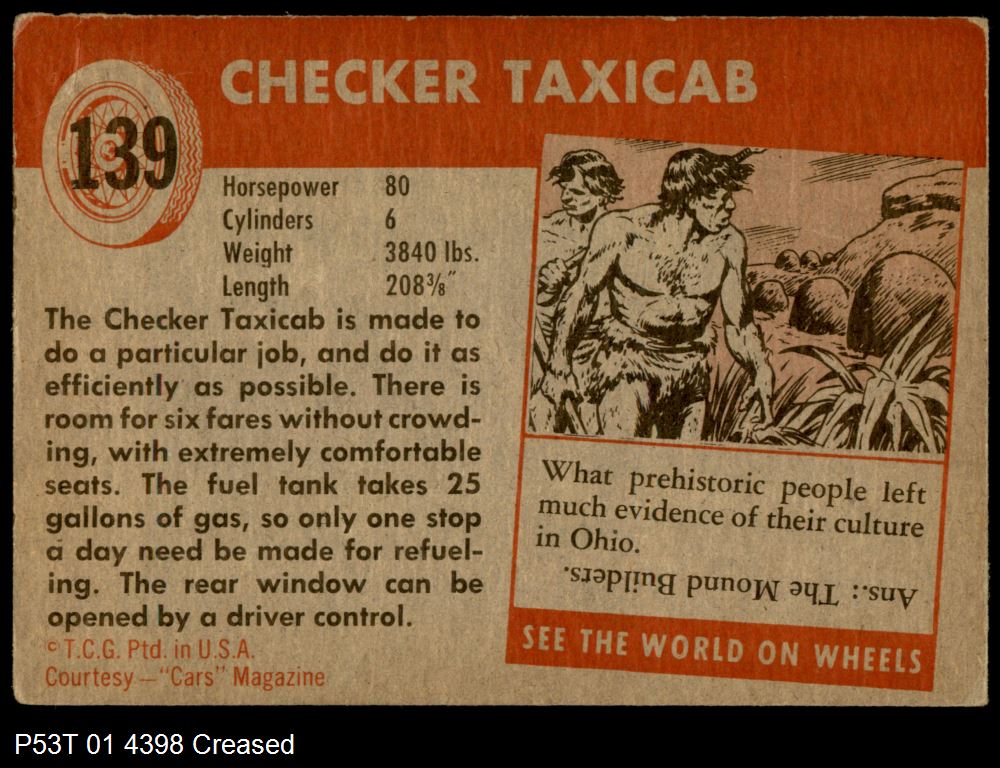 CHECKER TAXICAB
139
Horsepower 80
Cylinders 6
Weight 3840 lbs.
Length 208⅜"
The Checker Taxicab is made to
do a particular job, and do it as
efficiently as possible. There is
room for six fares without crowd-
ing, with extremely comfortable
seats. The fuel tank takes 25
gallons of gas, so only one stop
a day need be made for refuel-
ing. The rear window can be
opened by a driver control.
© T.C.G. Ptd. in U.S.A.
Courtesy—"Cars" Magazine
What prehistoric people left
much evidence of their culture
in Ohio.
Ans.: The Mound Builders.
SEE THE WORLD ON WHEELS
P53T 01 4398 Creased